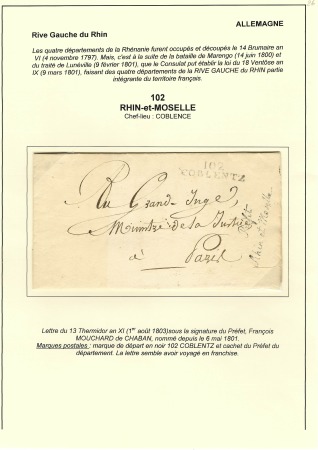 ALLEMAGNE
Rive Gauche du Rhin
Les quatre départements de la Rhénanie furent occupés et découpés le 14 Brumaire an
VI (4 novembre 1797). Mais, c'est à la suite de la bataille de Marengo (14 juin 1800) et
du traité de Lunéville (9 février 1801), que le Consulat put établir la loi du 18 Ventôse en
IX (9 mars 1801), faisant des quatre départements de la RIVE GAUCHE du RHIN partie
intégrante du territoire français.
102
RHIN-et-MOSELLE
Chef-lieu : COBLENCE
102
COBLENTZ
Au Grand-Juge,
Ministre de la Justice
à Paris
Préfet
Rhin et Moselle
Lettre du 13 Thermidor en XI (1er août 1803)sous la signature du Préfet, François
MOUCHARD de CHABAN, nommé depuis le 6 mai 1801.
Marques postales : marque de départ en noir 102 COBLENTZ et cachet du Préfet du
département. La lettre semble avoir voyagé en franchise.